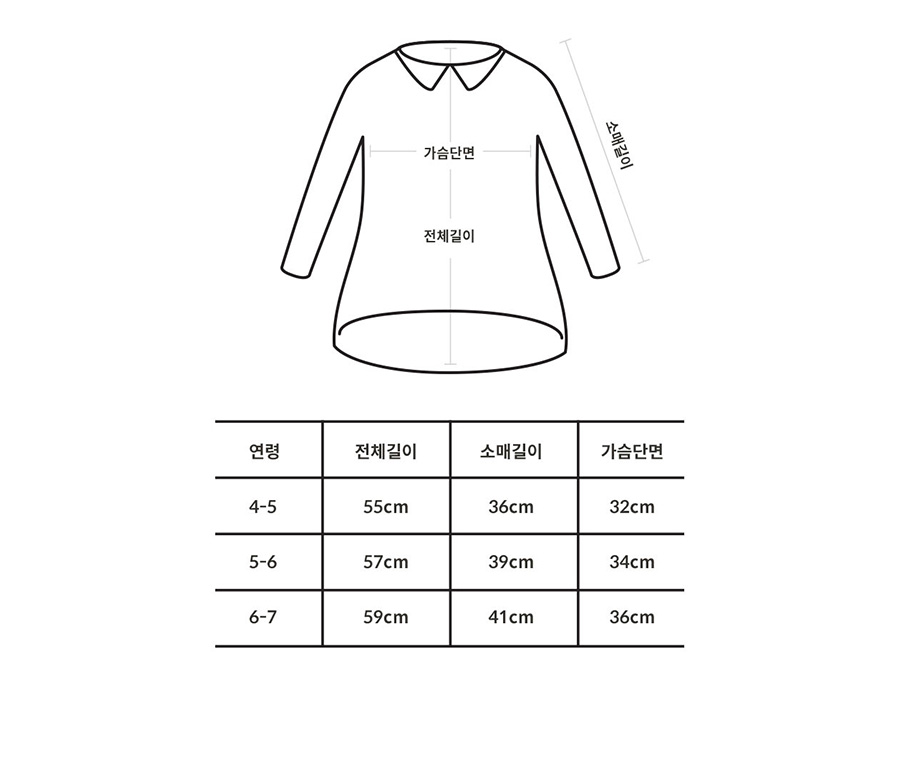 소매길이
가슴단면
전체길이
연령 전체길이 소매길이 가슴단면
4-5 55cm 36cm 32cm
5-6 57cm 39cm 34cm
6-7 59cm 41cm 36cm